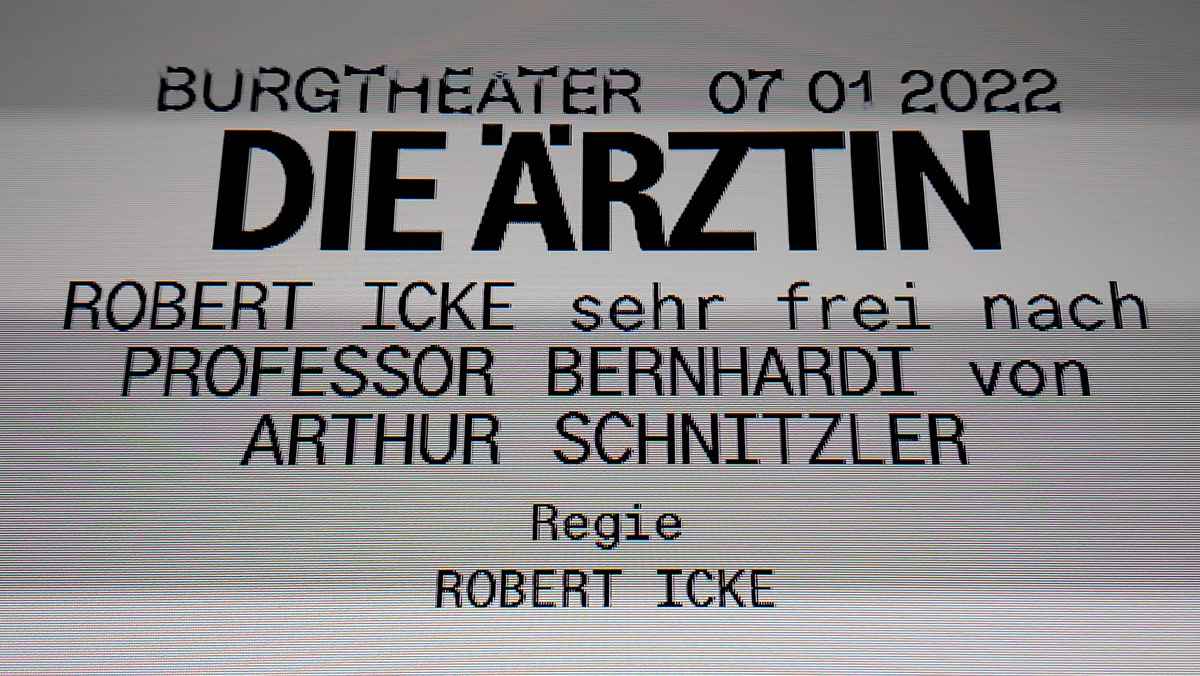 BURGTHEATER 07 01 2022
DIE ÄRZTIN
ROBERT ICKE sehr frei nach
PROFESSOR BERNHARDI von
ARTHUR SCHNITZLER
Regie
ROBERT ICKE